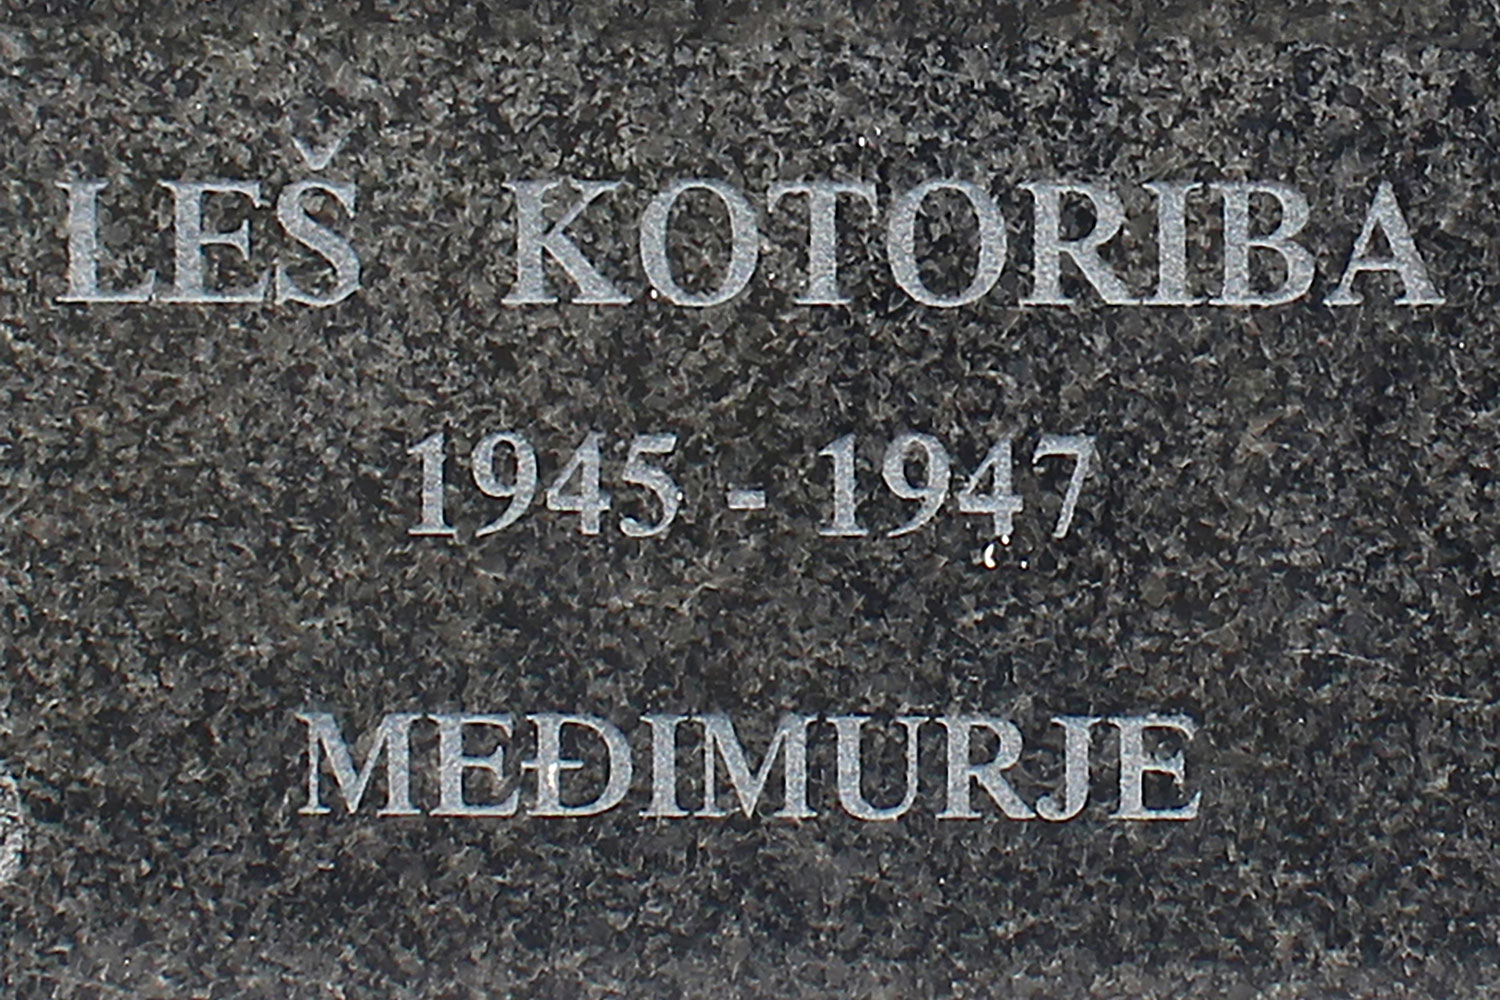 LEŠ KOTORIBA
1945 - 1947
MEĐIMURJE